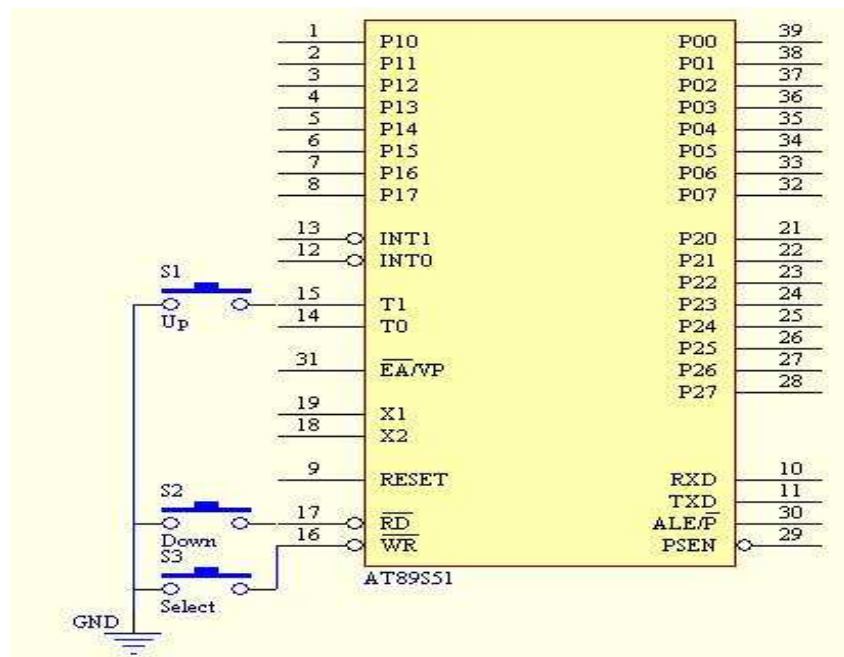 1 P10 P00 39
2 P11 P01 38
3 P12 P02 37
4 P13 P03 36
5 P14 P04 35
6 P15 P05 34
7 P16 P06 33
8 P17 P07 32
13 INT1 P20 21
12 INT0 P21 22
P22 23
S1
15 T1 P23 24
Up
14 T0 P24 25
P25 26
31 EA/VP P26 27
P27 28
19 X1
18 X2
9 RESET RXD 10
S2
TXD 11
17 RD ALE/P 30
Down
16 WR PSEN 29
S3
AT89S51
Select
GND